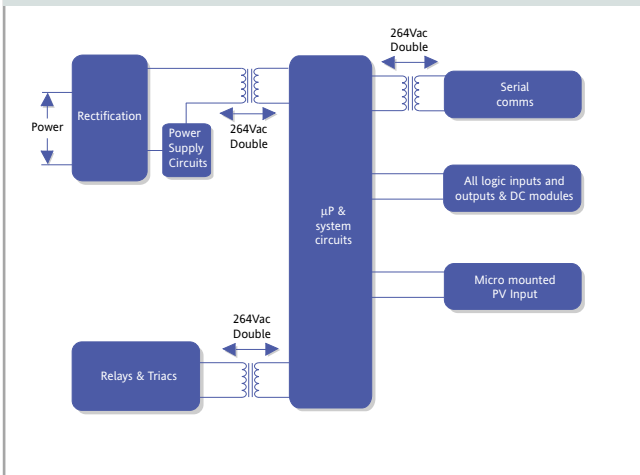 264Vac
Double
Serial
comms
Rectification
Power
Power
Supply
Circuits
264Vac
Double
All logic inputs and
outputs & DC modules
µP &
system
circuits
Micro mounted
PV Input
264Vac
Double
Relays & Triacs